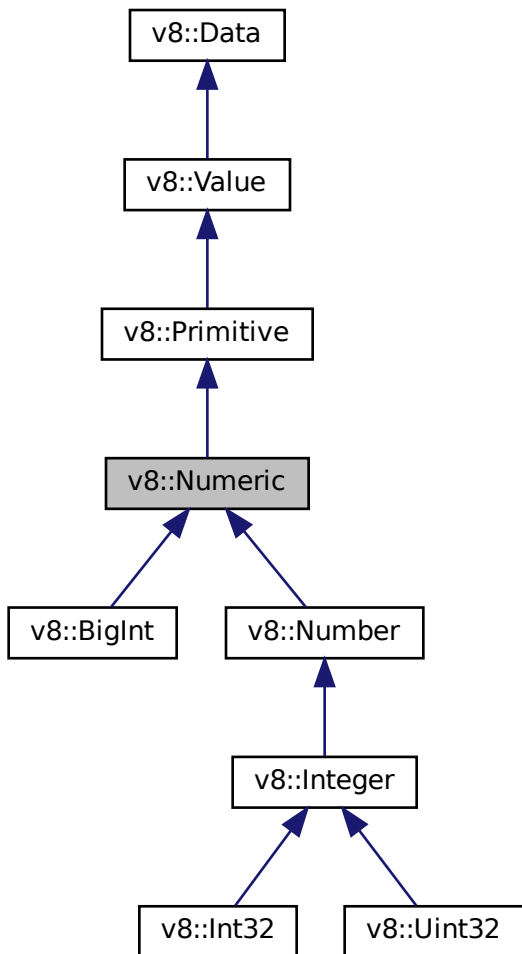 v8::Data
v8::Value
v8::Primitive
v8::Numeric
v8::BigInt
v8::Number
v8::Integer
v8::Int32
v8::Uint32